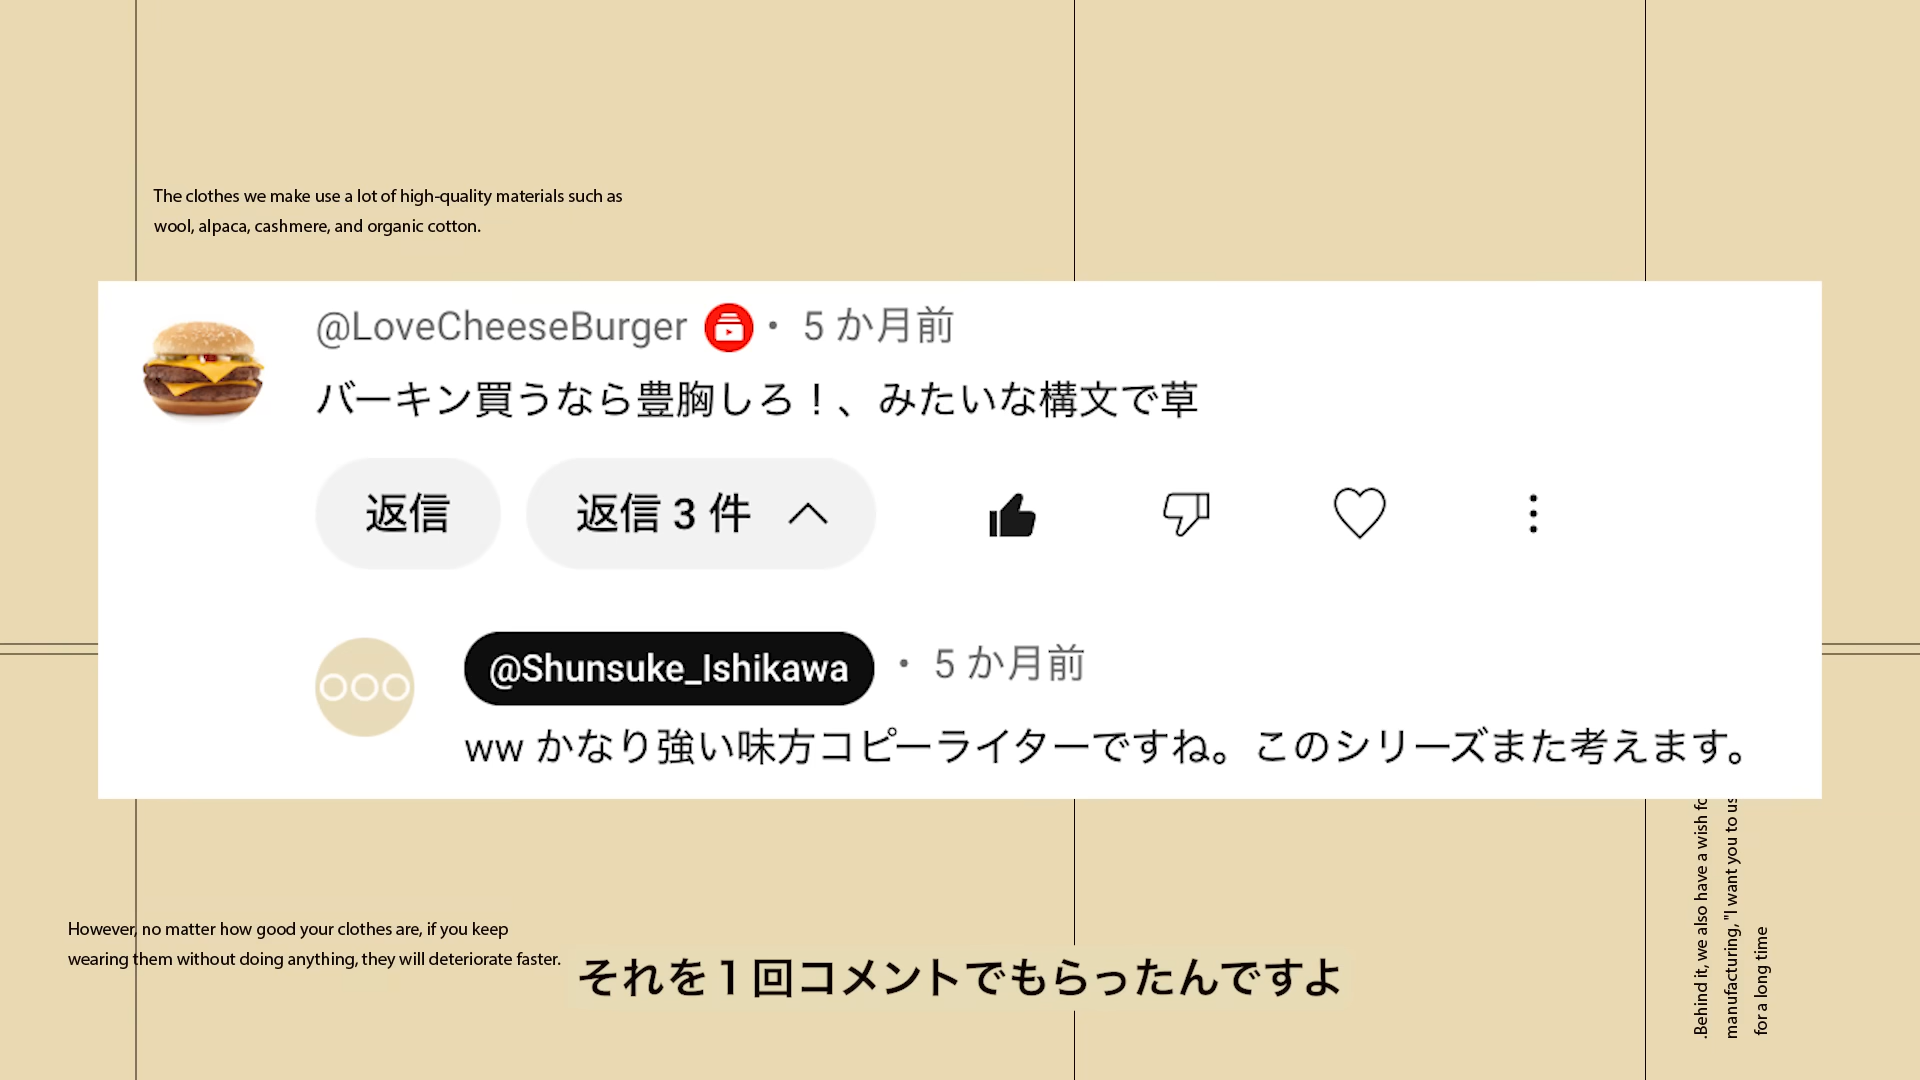 The clothes we make use a lot of high-quality materials such as
wool, alpaca, cashmere, and organic cotton.
@LoveCheeseBurger ・ 5 か月前
バーキン買うなら豊胸しろ！、みたいな構文で草
返信
返信 3 件
@Shunsuke_Ishikawa ・ 5 か月前
ww かなり強い味方コピーライターですね。このシリーズまた考えます。
However, no matter how good your clothes are, if you keep
wearing them without doing anything, they will deteriorate faster.
それを１回コメントでもらったんですよ
.Behind it, we also have a wish
manufacturing, "I want you to
for a long time